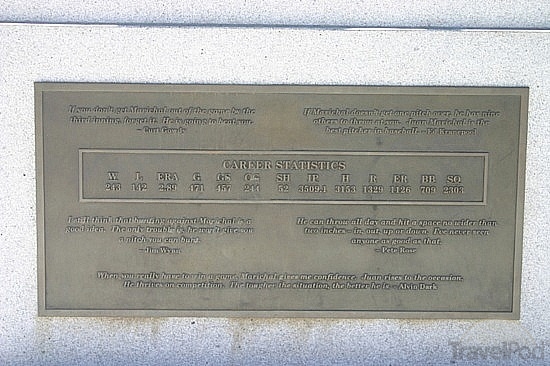 If you don't get Marichal out of the game by the
third inning, forget it. He is going to beat you.
– Curt Gowdy
If Marichal doesn't get one pitch over, he has nine
others to throw at you. Juan Marichal is the
best pitcher in baseball. – Ed Kranepool
CAREER STATISTICS
W L ERA G GS CG SH IP H R ER BB SO
243 142 2.89 471 457 244 52 3509.1 3153 1329 1126 709 2303
I still think that bunting against Marichal is a
good idea. The only trouble is, he won't give you
a pitch you can bunt.
– Jim Wynn
He can throw all day and hit a space no wider than
two inches – in, out, up or down. I've never seen
anyone as good as that.
– Pete Rose
When you really have to win a game, Marichal gives me confidence. Juan rises to the occasion.
He thrives on competition. The tougher the situation, the better he is – Alvin Dark
TravelPod